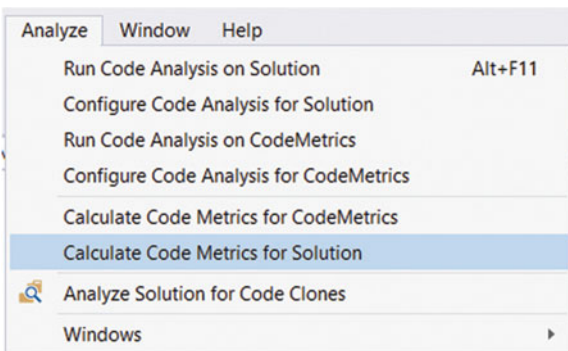 Analyze Window Help
Run Code Analysis on Solution Alt+F11
Configure Code Analysis for Solution
Run Code Analysis on CodeMetrics
Configure Code Analysis for CodeMetrics
Calculate Code Metrics for CodeMetrics
Calculate Code Metrics for Solution
Analyze Solution for Code Clones
Windows